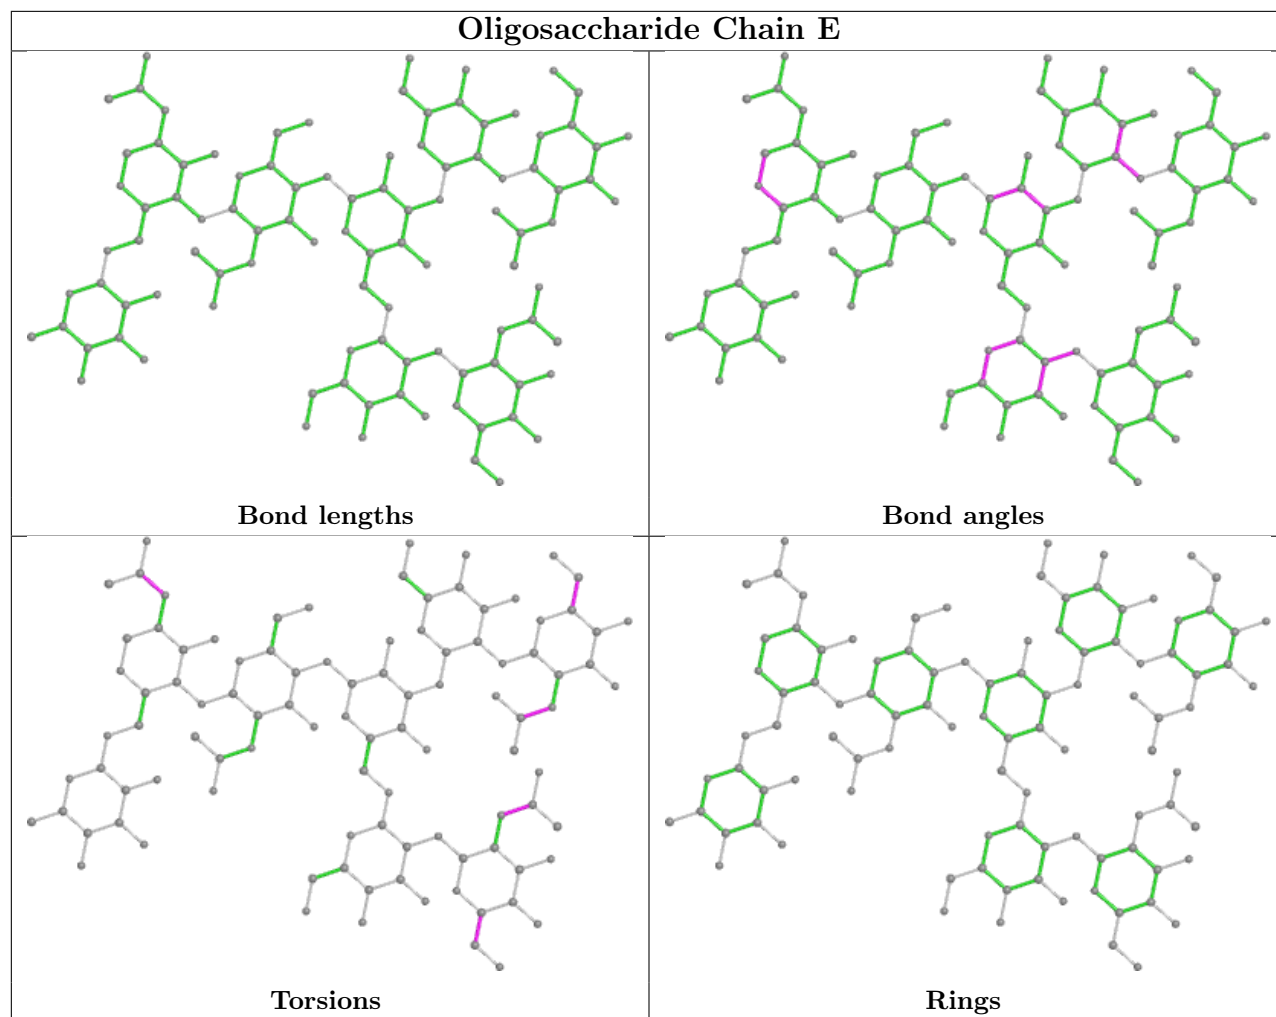 Oligosaccharide Chain E
Bond lengths
Bond angles
Torsions
Rings